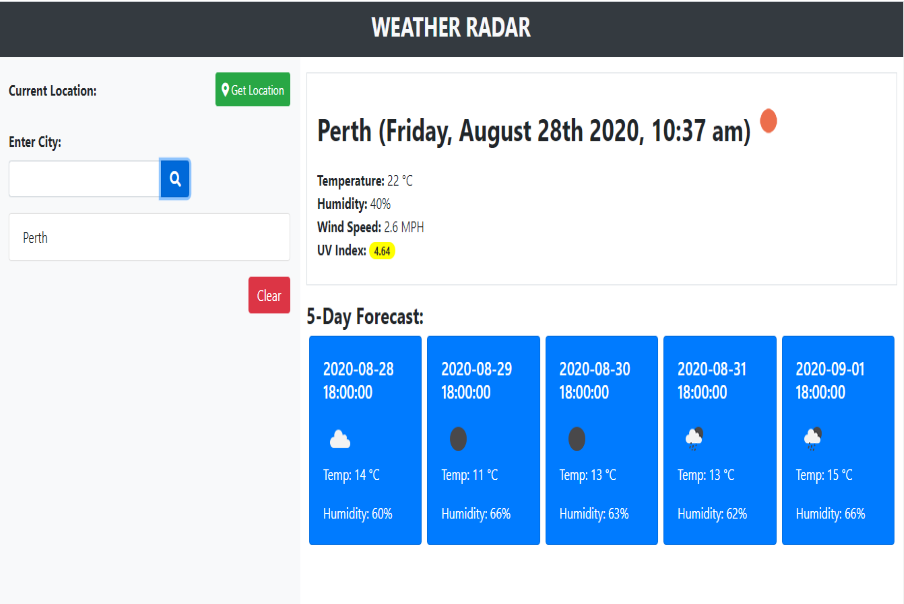 WEATHER RADAR
Current Location:
Get Location
Enter City:
Perth
Clear
Perth (Friday, August 28th 2020, 10:37 am)
Temperature: 22 °C
Humidity: 40%
Wind Speed: 2.6 MPH
UV Index: 4.64
5-Day Forecast:
2020-08-28
18:00:00
Temp: 14 °C
Humidity: 60%
2020-08-29
18:00:00
Temp: 11 °C
Humidity: 66%
2020-08-30
18:00:00
Temp: 13 °C
Humidity: 63%
2020-08-31
18:00:00
Temp: 13 °C
Humidity: 62%
2020-09-01
18:00:00
Temp: 15 °C
Humidity: 66%